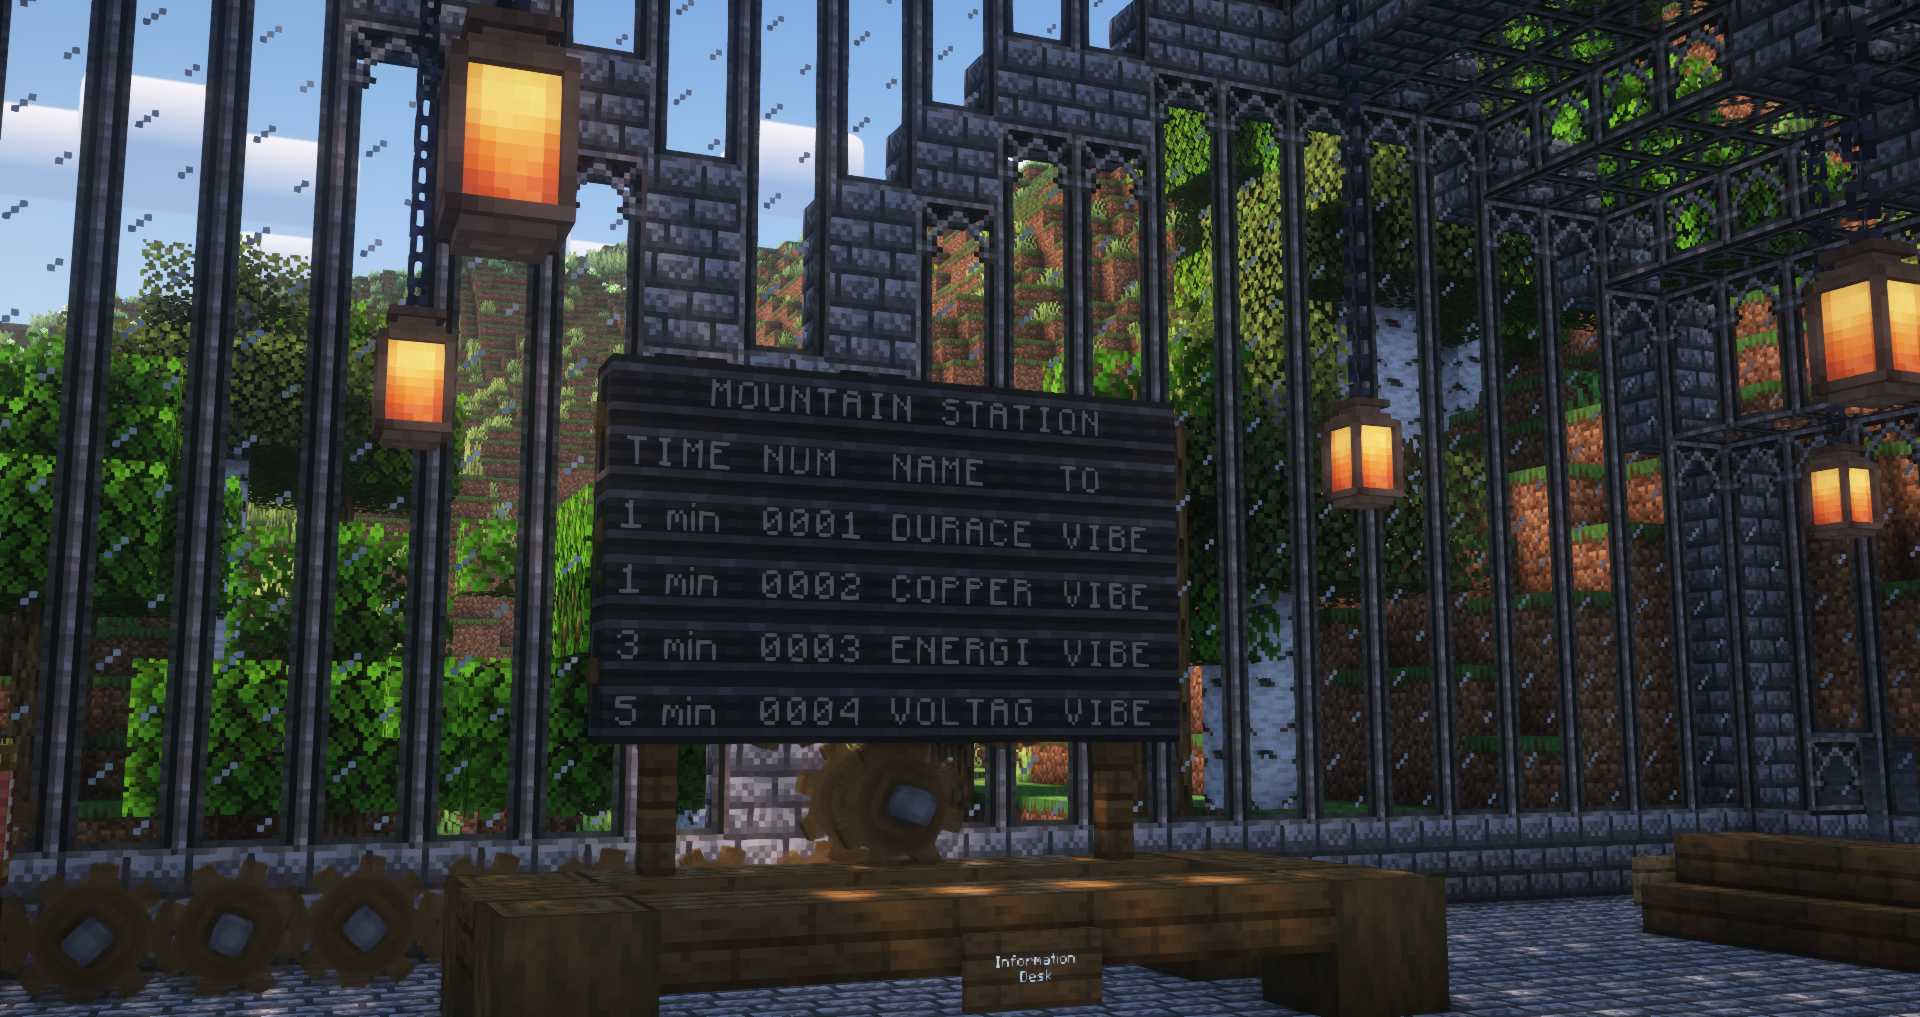 MOUNTAIN STATION
TIME NUM NAME TO
1 min 0001 DURACE VIBE
1 min 0002 COPPER VIBE
3 min 0003 ENERGI VIBE
5 min 0004 VOLTAG VIBE
Information
Desk